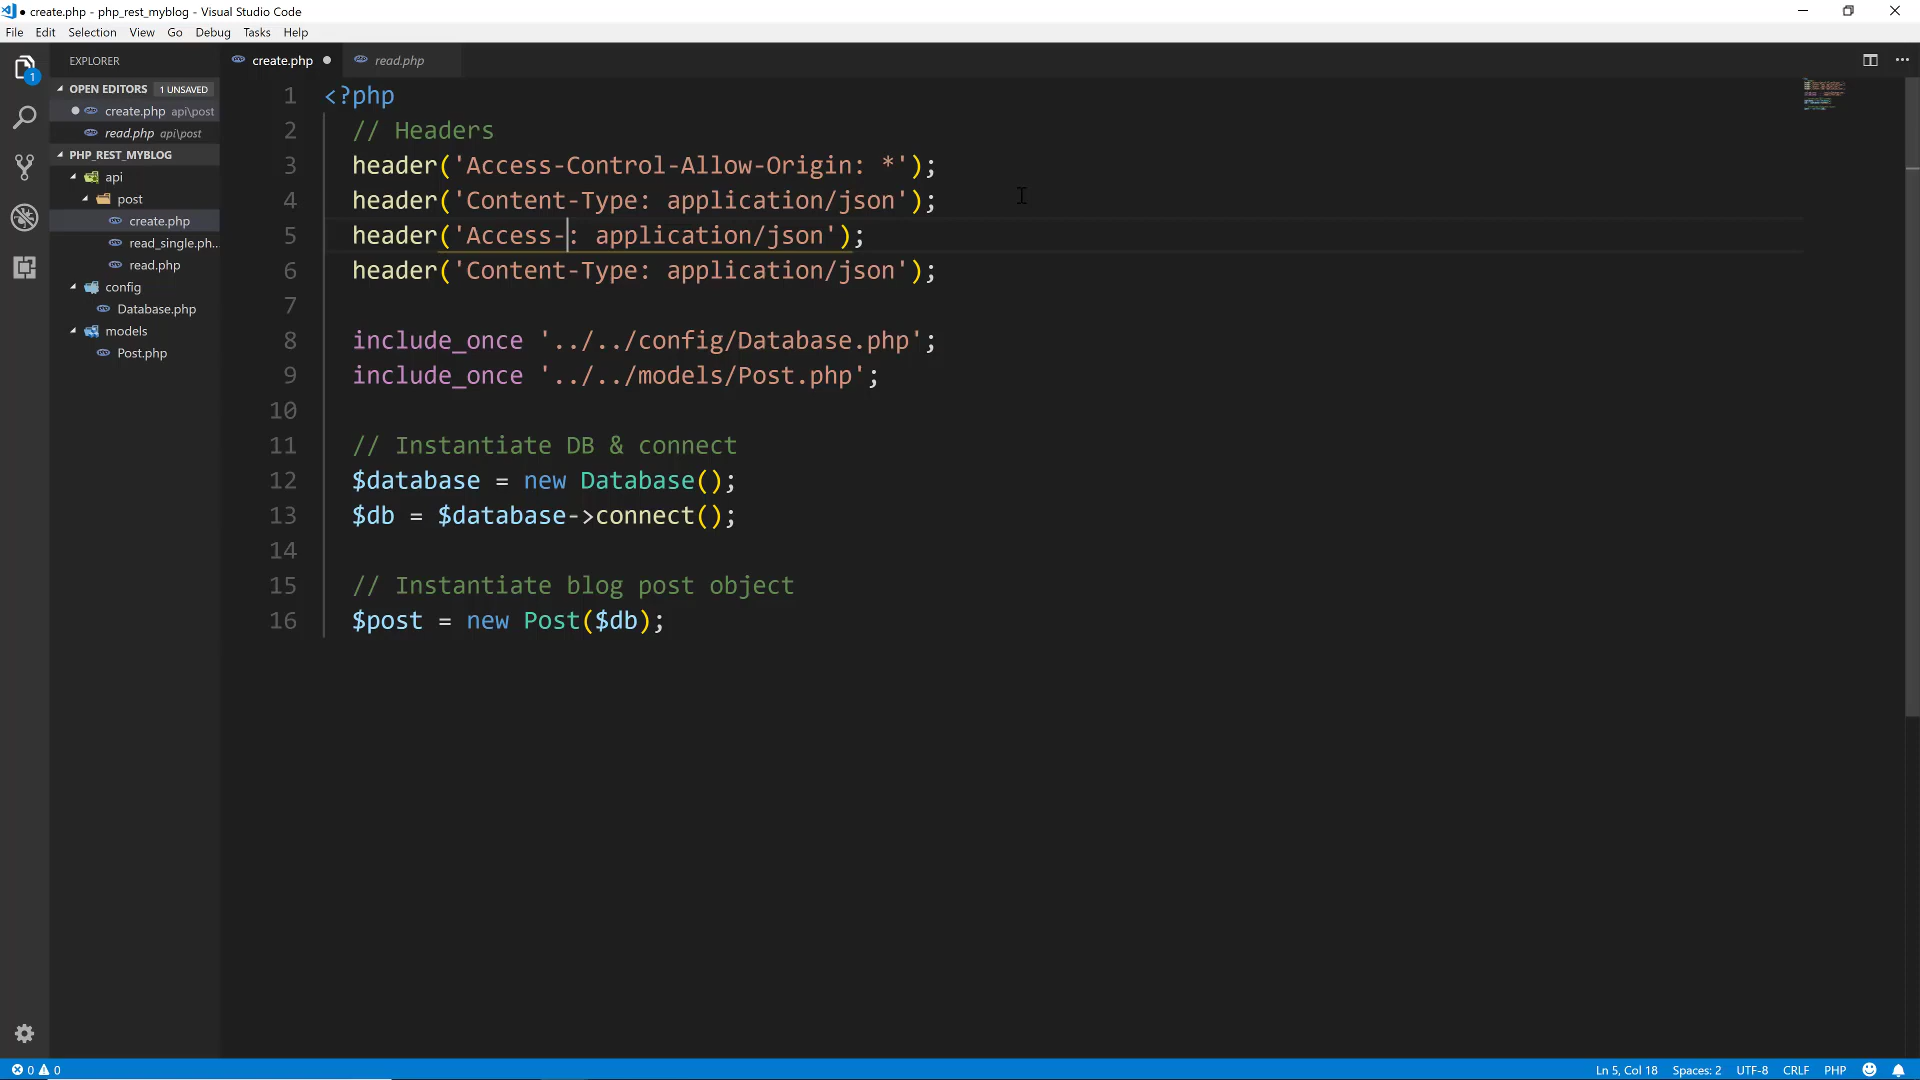 ● create.php - php_rest_myblog - Visual Studio Code
File Edit Selection View Go Debug Tasks Help
EXPLORER
OPEN EDITORS 1 UNSAVED
create.php api\post
read.php api\post
PHP_REST_MYBLOG
api
post
create.php
read_single.ph...
read.php
config
Database.php
models
Post.php
1
create.php
read.php
1 <?php
2 // Headers
3 header('Access-Control-Allow-Origin: *');
4 header('Content-Type: application/json');
5 header('Access-: application/json');
6 header('Content-Type: application/json');
7
8 include_once '../../config/Database.php';
9 include_once '../../models/Post.php';
10
11 // Instantiate DB & connect
12 $database = new Database();
13 $db = $database->connect();
14
15 // Instantiate blog post object
16 $post = new Post($db);
0 0
Ln 5, Col 18 Spaces: 2 UTF-8 CRLF PHP